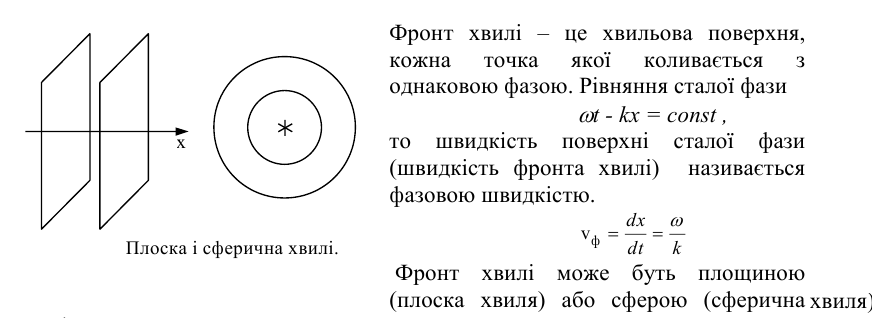 x
Плоска і сферична хвилі.
Фронт хвилі – це хвильова поверхня,
кожна точка якої коливається з
однаковою фазою. Рівняння сталої фази
ωt - kx = const ,
то швидкість поверхні сталої фази
(швидкість фронта хвилі) називається
фазовою швидкістю.
v_ф = dx/dt = ω/k
Фронт хвилі може буть площиною
(плоска хвиля) або сферою (сферична хвиля)